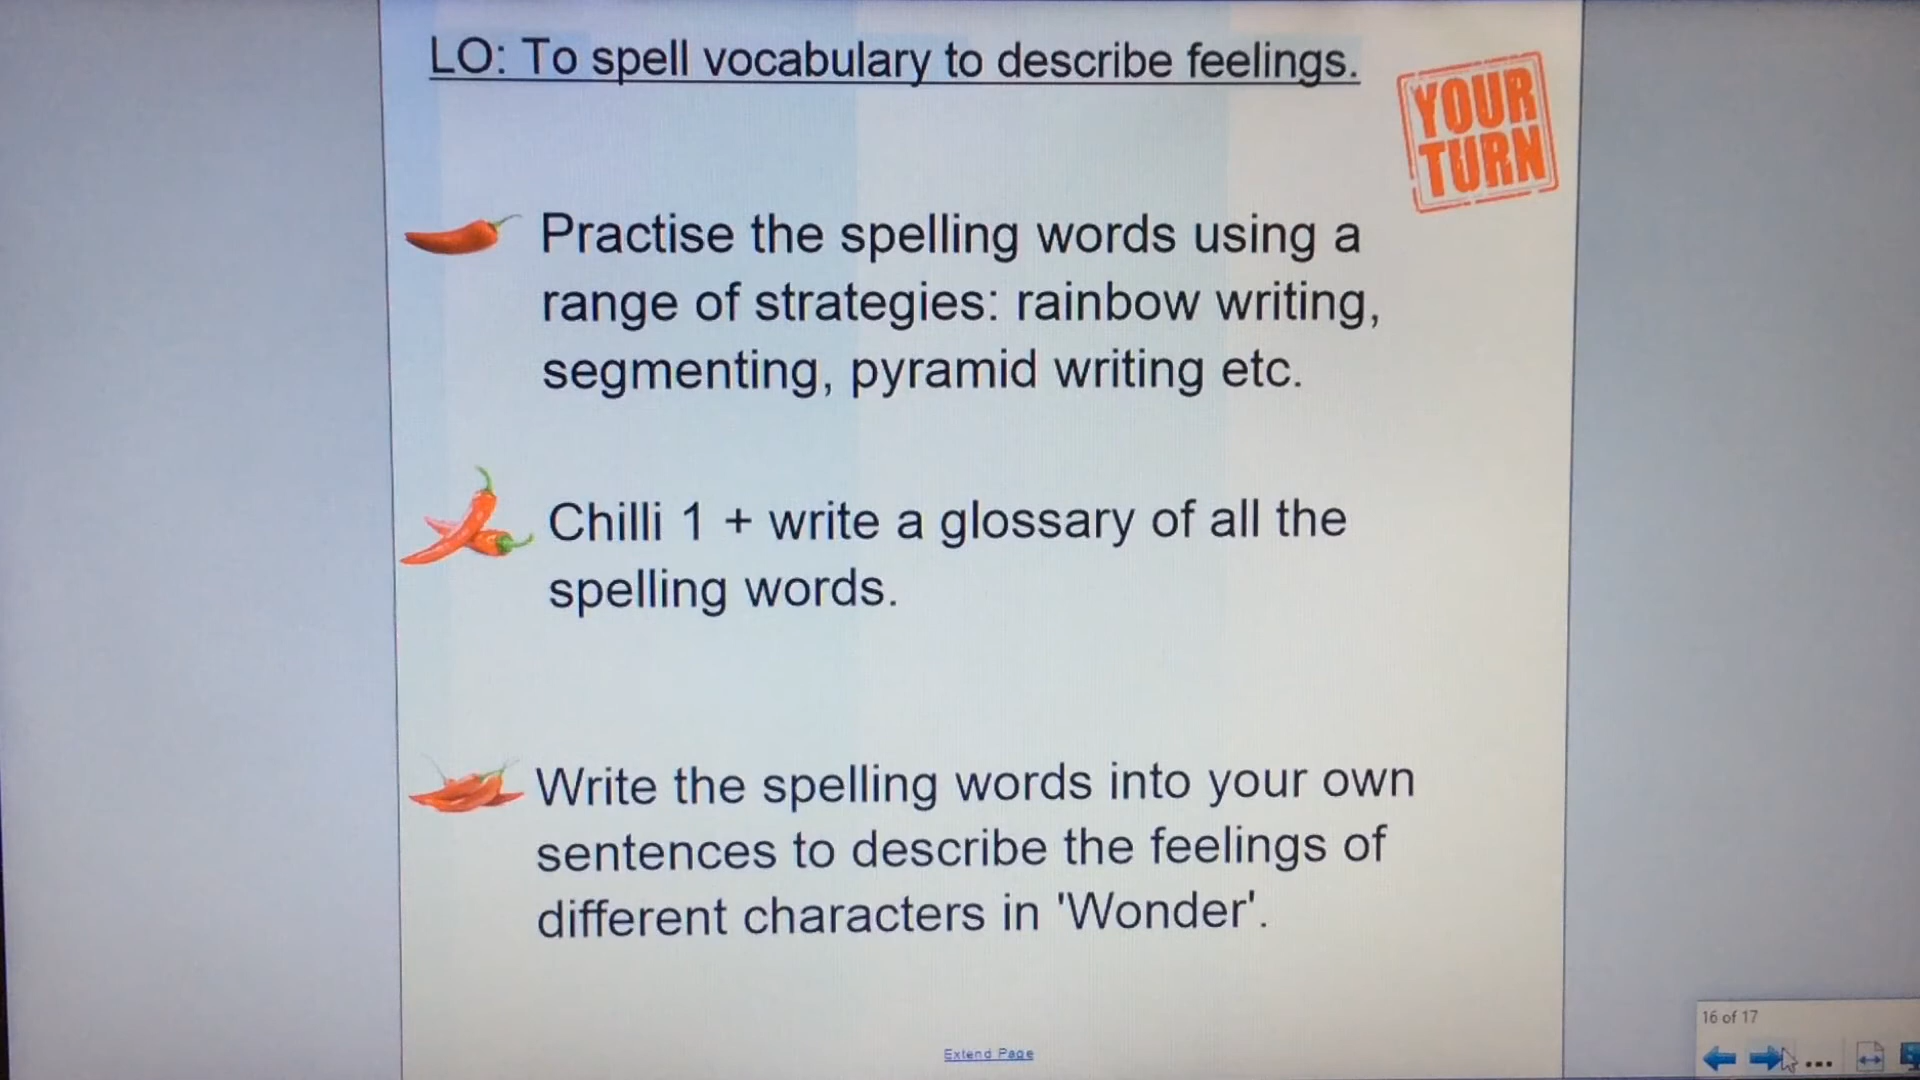 LO: To spell vocabulary to describe feelings.
YOUR
TURN
Practise the spelling words using a
range of strategies: rainbow writing,
segmenting, pyramid writing etc.
Chilli 1 + write a glossary of all the
spelling words.
Write the spelling words into your own
sentences to describe the feelings of
different characters in 'Wonder'.
Extend Page
16 of 17